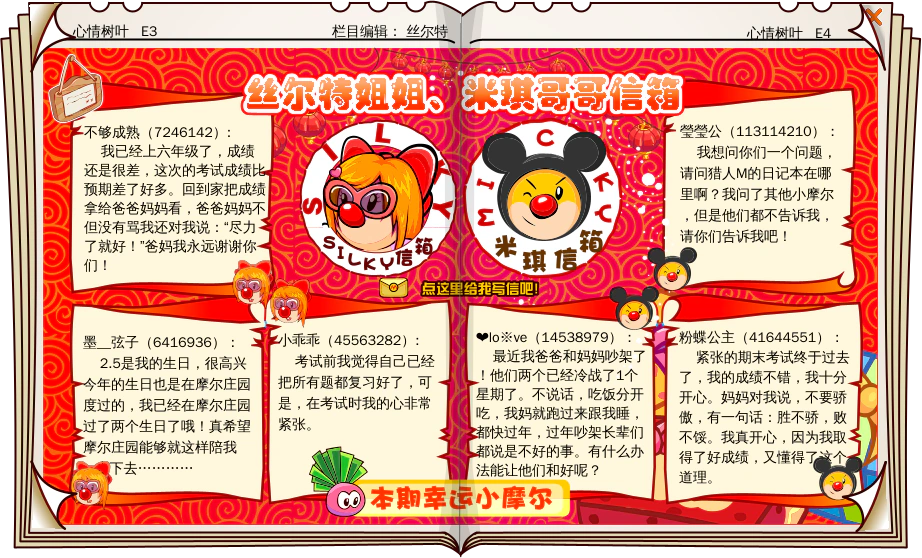 心情树叶 E3
栏目编辑： 丝尔特
心情树叶 E4
丝尔特姐姐、米琪哥哥信箱
不够成熟（7246142）:
我已经上六年级了，成绩
还是很差，这次的考试成绩比
预期差了好多。回到家把成绩
拿给爸爸妈妈看，爸爸妈妈不
但没有骂我还对我说：“尽力
了就好！”爸妈我永远谢谢你
们！
SILKY
SILKY信箱
MICKY
米琪信箱
点这里给我写信吧!
瑩瑩公（113114210）：
我想问你们一个问题，
请问猎人M的日记本在哪
里啊？我问了其他小摩尔
，但是他们都不告诉我，
请你们告诉我吧！
墨__弦子（6416936）：
2.5是我的生日，很高兴
今年的生日也是在摩尔庄园
度过的，我已经在摩尔庄园
过了两个生日了哦！真希望
摩尔庄园能够就这样陪我
下去…………
小乖乖（45563282）：
考试前我觉得自己已经
把所有题都复习好了，可
是，在考试时我的心非常
紧张。
❤lo※ve（14538979）：
最近我爸爸和妈妈吵架了
！他们两个已经冷战了1个
星期了。不说话，吃饭分开
吃，我妈就跑过来跟我睡，
都快过年，过年吵架长辈们
都说是不好的事。有什么办
法能让他们和好呢？
粉蝶公主（41644551）：
紧张的期末考试终于过去
了，我的成绩不错，我十分
开心。妈妈对我说，不要骄
傲，有一句话：胜不骄，败
不馁。我真开心，因为我取
得了好成绩，又懂得了这个
道理。
本期幸运小摩尔